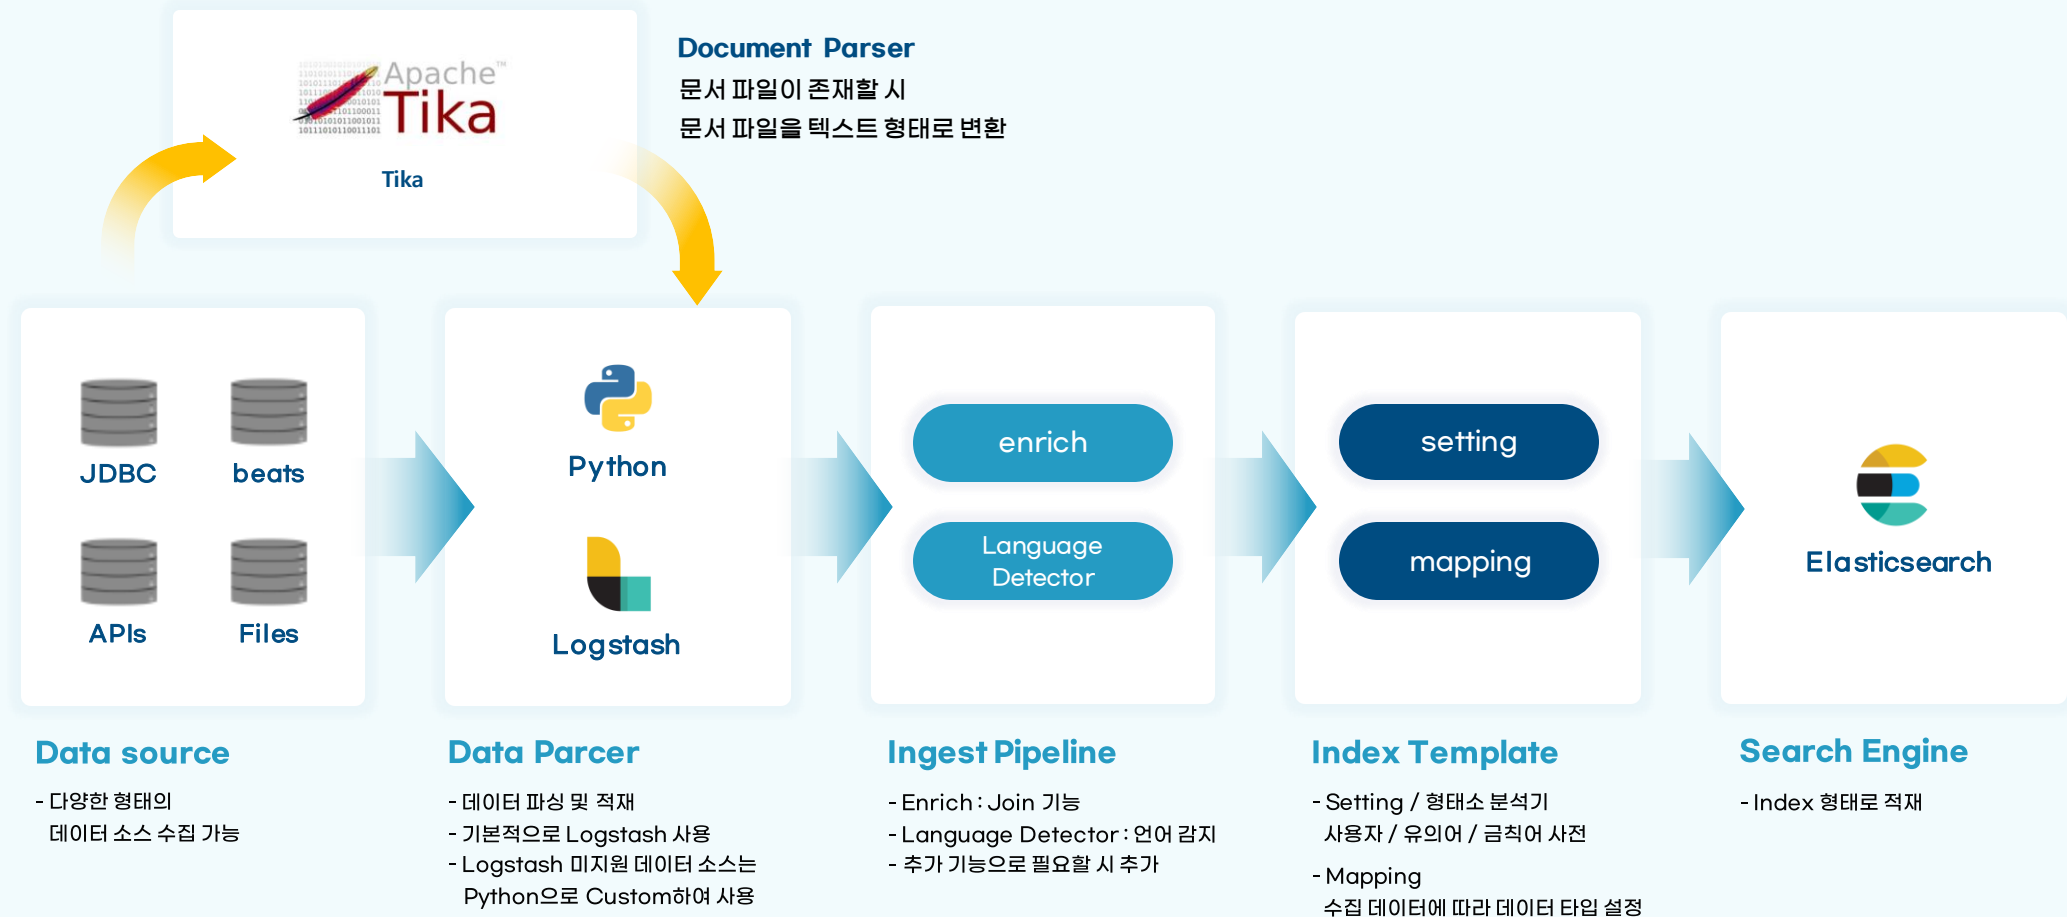 Apache™
Tika
Tika
Document Parser
문서 파일이 존재할 시
문서 파일을 텍스트 형태로 변환
JDBC
beats
APIs
Files
Data source
- 다양한 형태의
데이터 소스 수집 가능
Python
Logstash
Data Parcer
- 데이터 파싱 및 적재
- 기본적으로 Logstash 사용
- Logstash 미지원 데이터 소스는
Python으로 Custom하여 사용
enrich
Language
Detector
Ingest Pipeline
- Enrich : Join 기능
- Language Detector : 언어 감지
- 추가 기능으로 필요할 시 추가
setting
mapping
Index Template
- Setting / 형태소 분석기
사용자 / 유의어 / 금칙어 사전
- Mapping
수집 데이터에 따라 데이터 타입 설정
Elasticsearch
Search Engine
- Index 형태로 적재